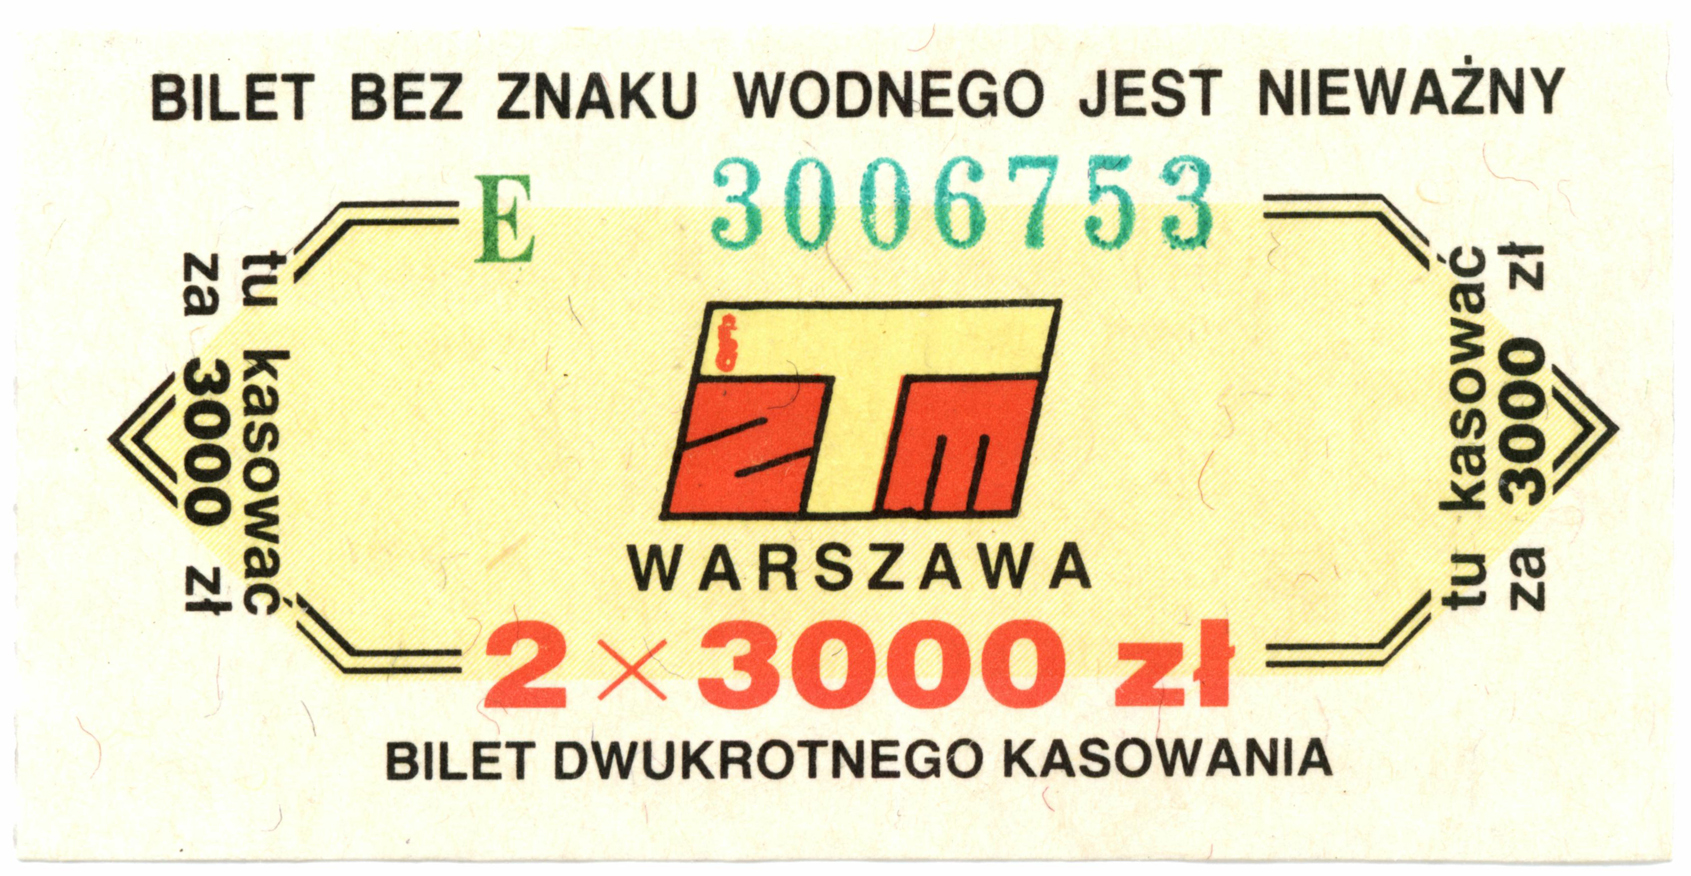 BILET BEZ ZNAKU WODNEGO JEST NIEWAŻNY
E 3006753
tu kasować
za 3000 zł
ZTM
WARSZAWA
2 × 3000 zł
BILET DWUKROTNEGO KASOWANIA
tu kasować
za 3000 zł